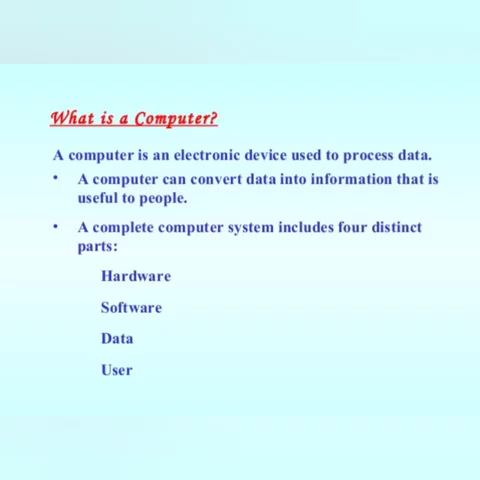 What is a Computer?
A computer is an electronic device used to process data.
• A computer can convert data into information that is
useful to people.
• A complete computer system includes four distinct
parts:
Hardware
Software
Data
User